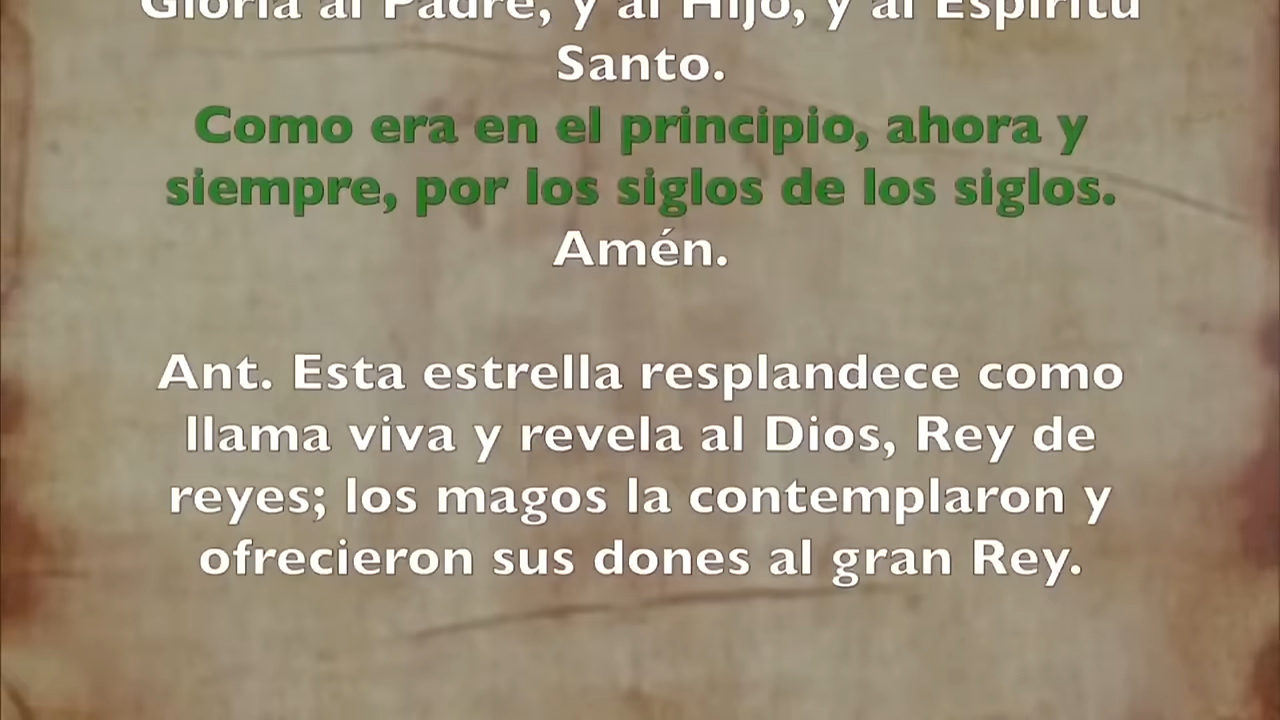 Gloria al Padre, y al Hijo, y al Espíritu
Santo.
Como era en el principio, ahora y
siempre, por los siglos de los siglos.
Amén.
Ant. Esta estrella resplandece como
llama viva y revela al Dios, Rey de
reyes; los magos la contemplaron y
ofrecieron sus dones al gran Rey.